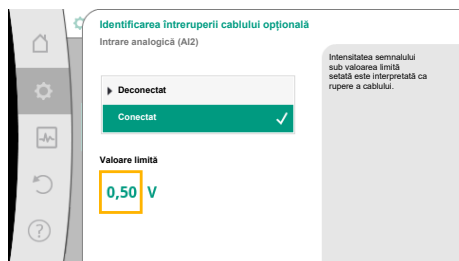 Identificarea întreruperii cablului opțională
Intrare analogică (AI2)
Intensitatea semnalului
sub valoarea limită
setată este interpretată ca
rupere a cablului.
Deconectat
Conectat
Valoare limită
0,50 V
?